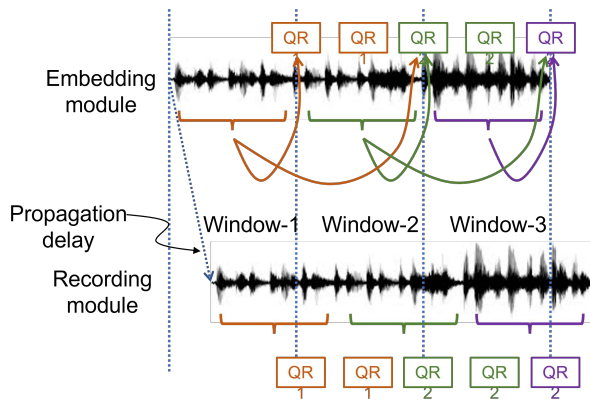 QR QR QR QR QR
1 2 2
Embedding
module
Propagation
delay
Window-1 Window-2 Window-3
Recording
module
QR QR QR QR QR
1 1 2 2 2